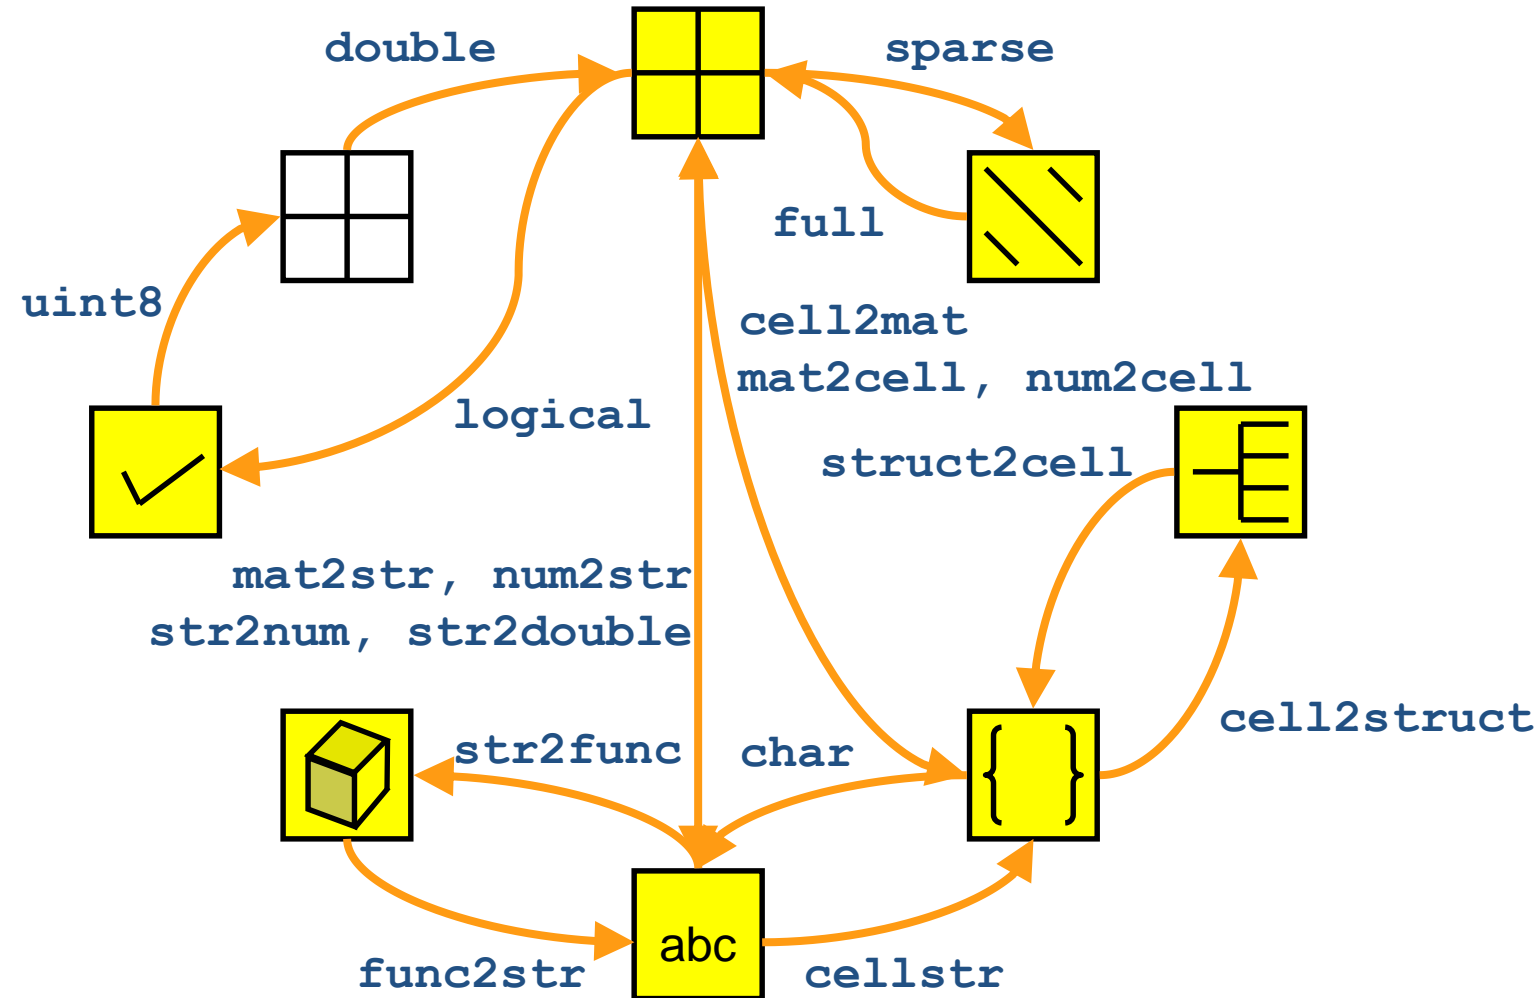 double
sparse
full
uint8
cell2mat
mat2cell, num2cell
logical
struct2cell
mat2str, num2str
str2num, str2double
cell2struct
str2func
char
abc
func2str
cellstr